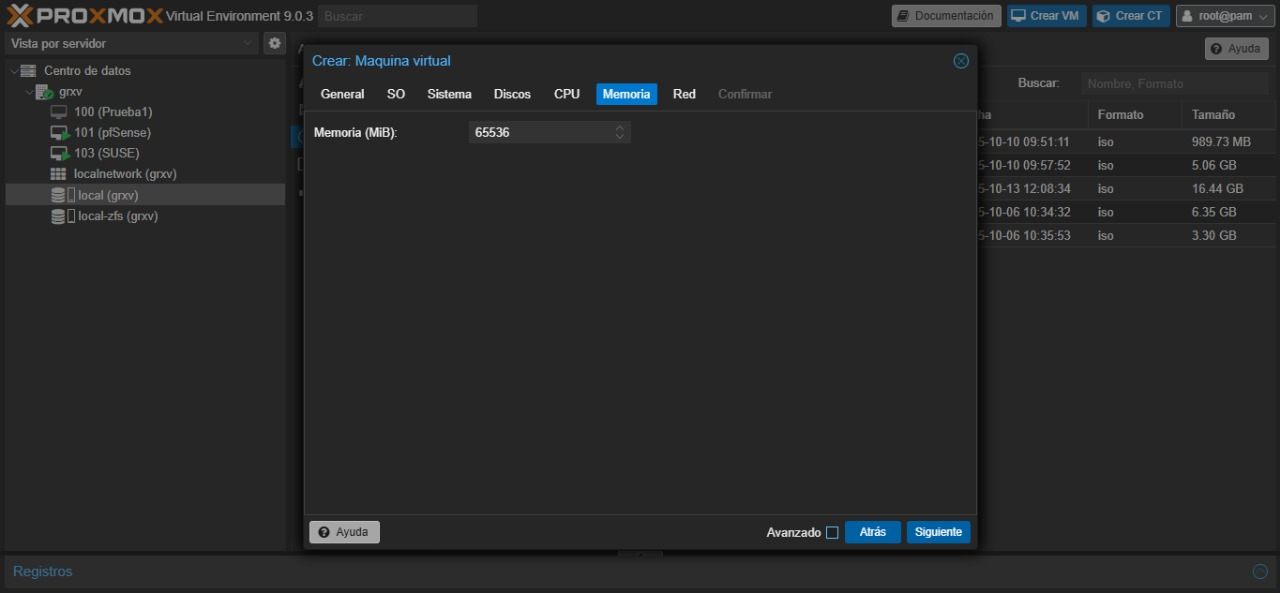 PROXMOX Virtual Environment 9.0.3 Buscar Documentación Crear VM Crear CT root@pam
Vista por servidor
Ayuda
Centro de datos
grxv
100 (Prueba1)
101 (pfSense)
103 (SUSE)
localnetwork (grxv)
local (grxv)
local-zfs (grxv)
Crear: Maquina virtual
General SO Sistema Discos CPU Memoria Red Confirmar
Memoria (MiB): 65536
Ayuda Avanzado Atrás Siguiente
Buscar: Nombre, Formato
ha Formato Tamaño
5-10-10 09:51:11 iso 989.73 MB
5-10-10 09:57:52 iso 5.06 GB
5-10-13 12:08:34 iso 16.44 GB
5-10-06 10:34:32 iso 6.35 GB
5-10-06 10:35:53 iso 3.30 GB
Registros